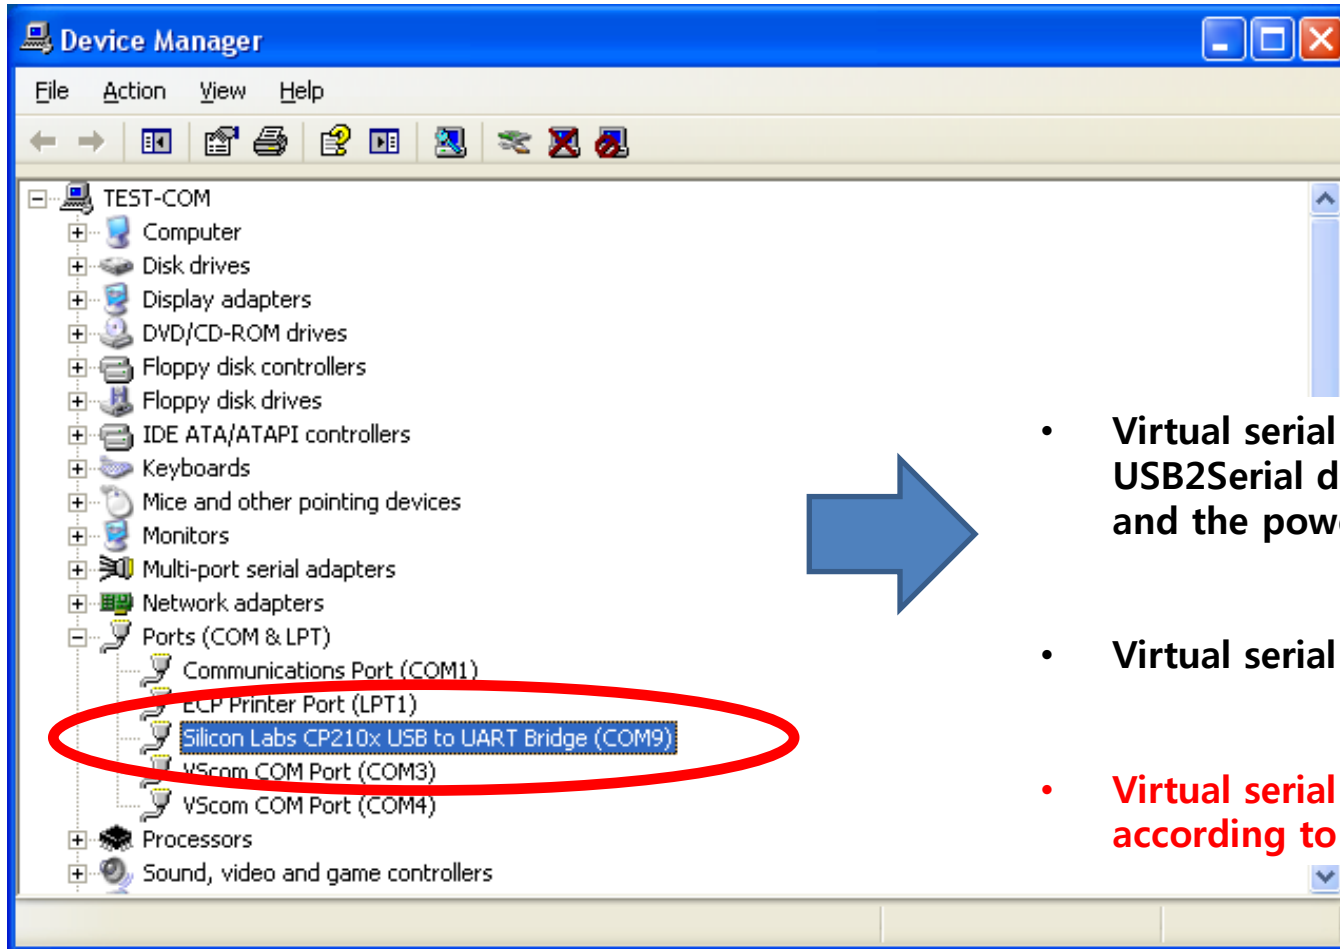 Device Manager
File Action View Help
TEST-COM
Computer
Disk drives
Display adapters
DVD/CD-ROM drives
Floppy disk controllers
Floppy disk drives
IDE ATA/ATAPI controllers
Keyboards
Mice and other pointing devices
Monitors
Multi-port serial adapters
Network adapters
Ports (COM & LPT)
Communications Port (COM1)
ECP Printer Port (LPT1)
Silicon Labs CP210x USB to UART Bridge (COM9)
VScom COM Port (COM3)
VScom COM Port (COM4)
Processors
Sound, video and game controllers
• Virtual serial
USB2Serial d
and the powe
• Virtual serial
• Virtual serial
according to